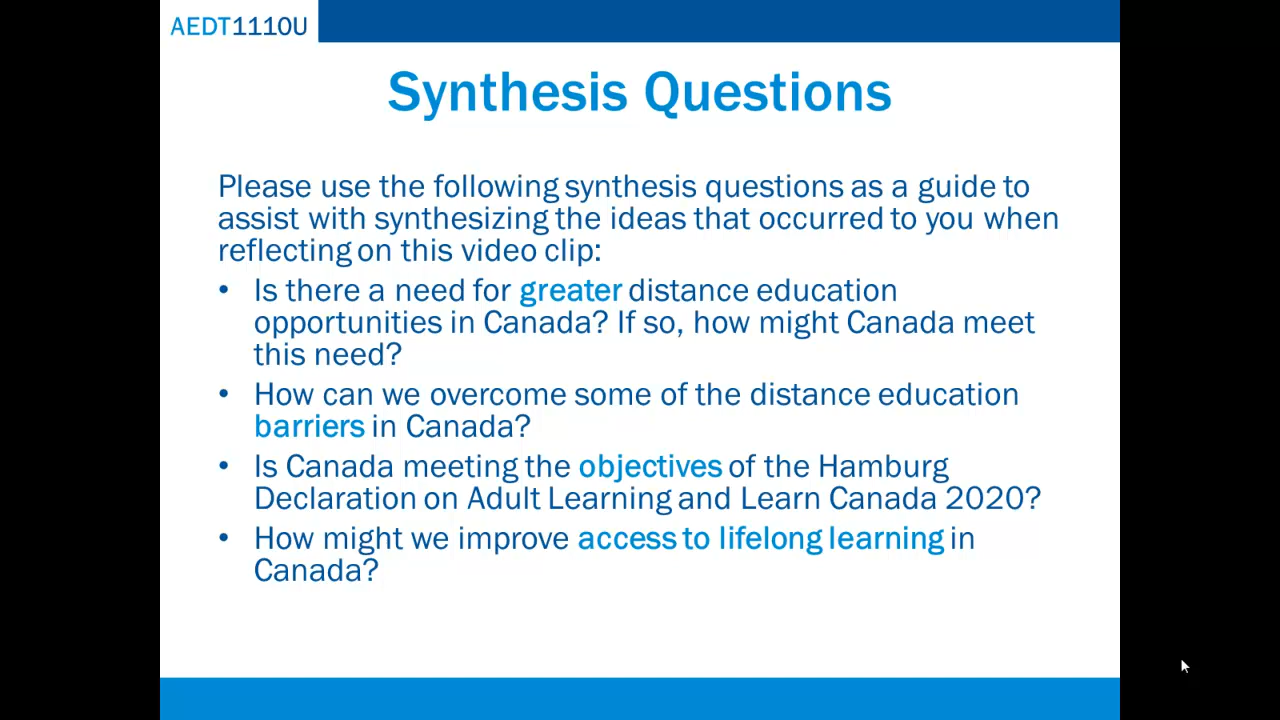 AEDT1110U
Synthesis Questions
Please use the following synthesis questions as a guide to
assist with synthesizing the ideas that occurred to you when
reflecting on this video clip:
• Is there a need for greater distance education
opportunities in Canada? If so, how might Canada meet
this need?
• How can we overcome some of the distance education
barriers in Canada?
• Is Canada meeting the objectives of the Hamburg
Declaration on Adult Learning and Learn Canada 2020?
• How might we improve access to lifelong learning in
Canada?